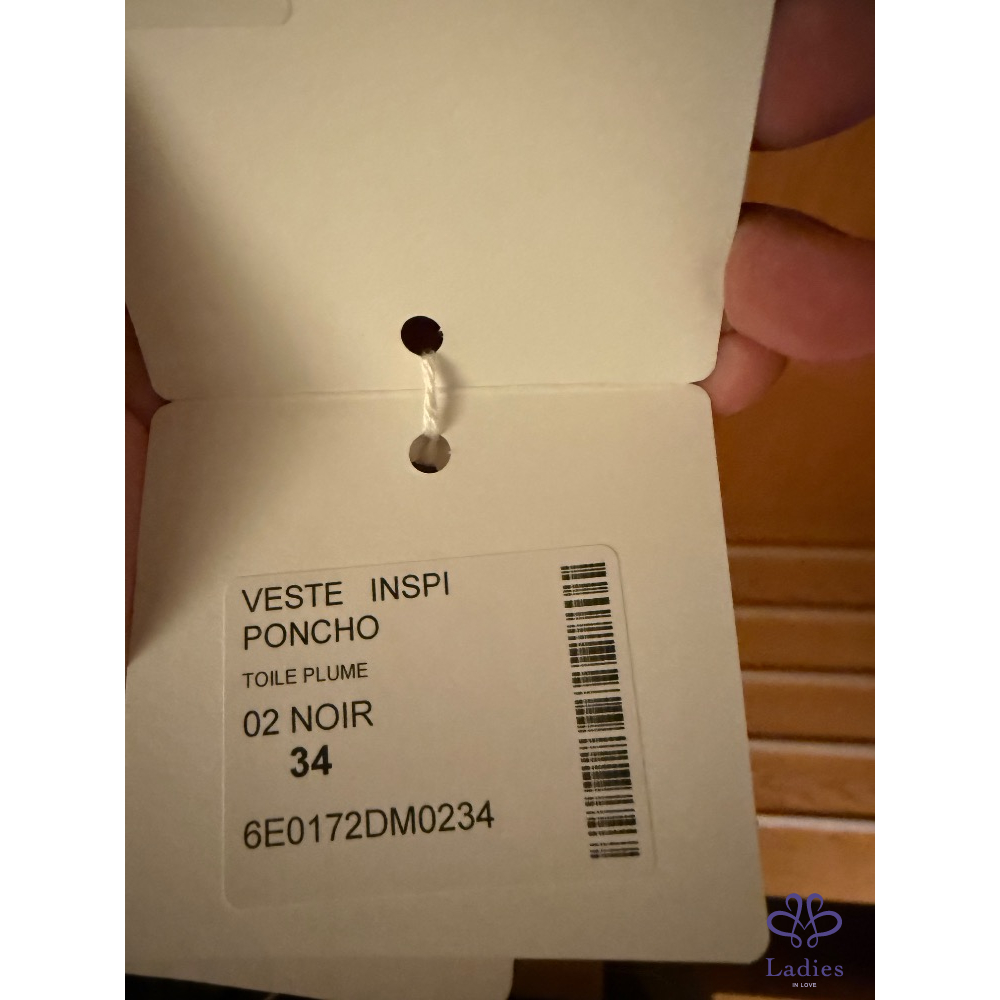 VESTE INSPI
PONCHO
TOILE PLUME
02 NOIR
34
6E0172DM0234
Ladies
IN LOVE